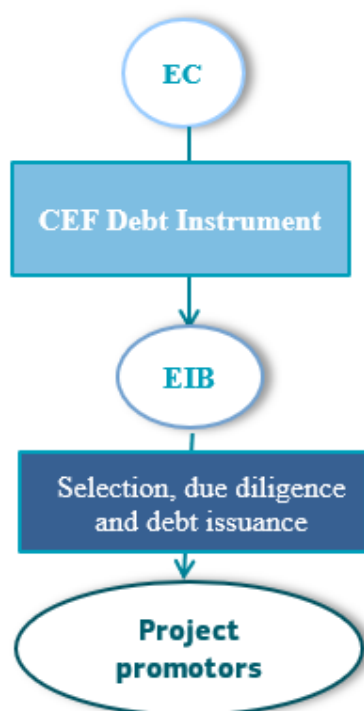 EC
CEF Debt Instrument
EIB
Selection, due diligence
and debt issuance
Project
promotors